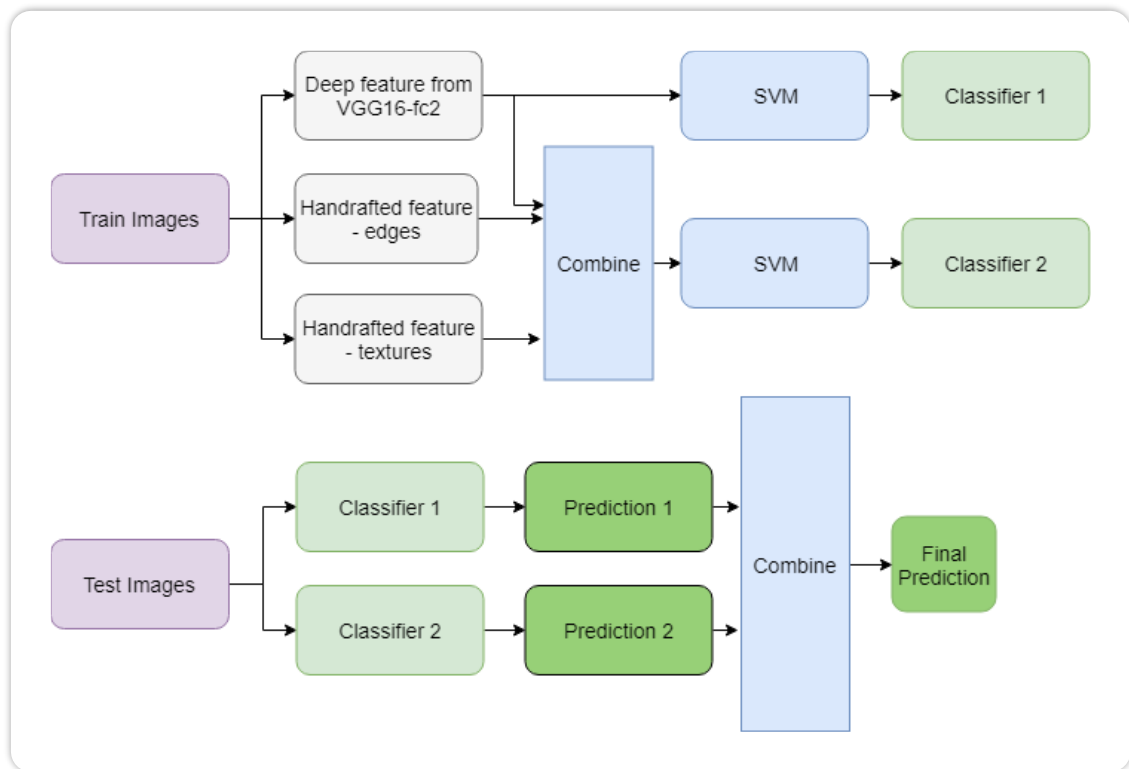 Deep feature from
VGG16-fc2
SVM
Classifier 1
Train Images
Handrafted feature
- edges
Combine
SVM
Classifier 2
Handrafted feature
- textures
Test Images
Classifier 1
Prediction 1
Classifier 2
Prediction 2
Combine
Final
Prediction